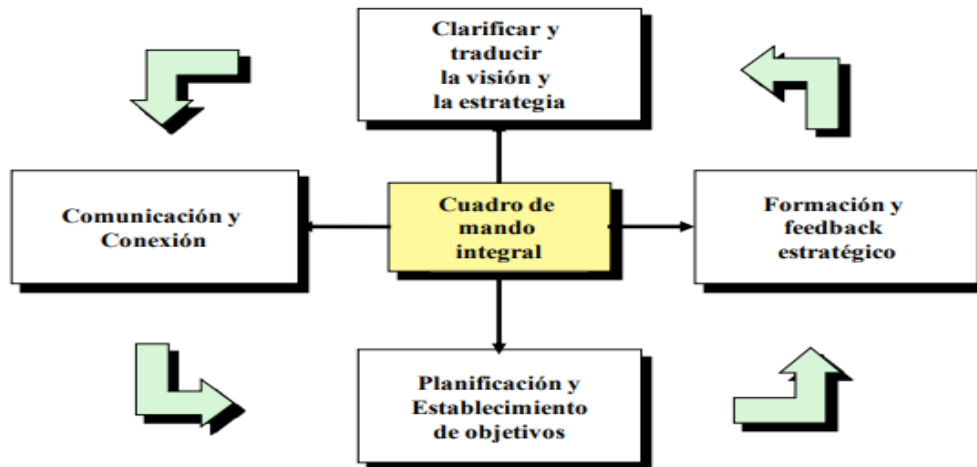 Clarificar y
traducir
la visión y
la estrategia
Comunicación y
Conexión
Cuadro de
mando
integral
Formación y
feedback
estratégico
Planificación y
Establecimiento
de objetivos